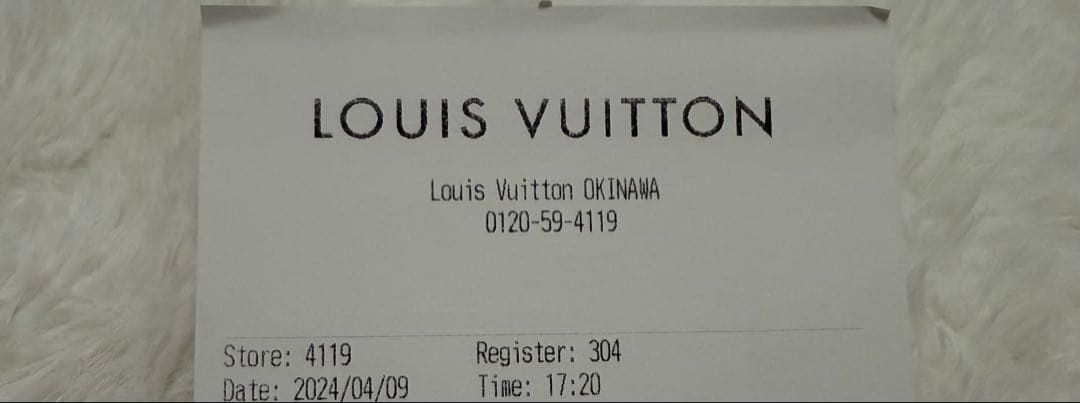 LOUIS VUITTON
Louis Vuitton OKINAWA
0120-59-4119
Store: 4119 Register: 304
Date: 2024/04/09 Time: 17:20